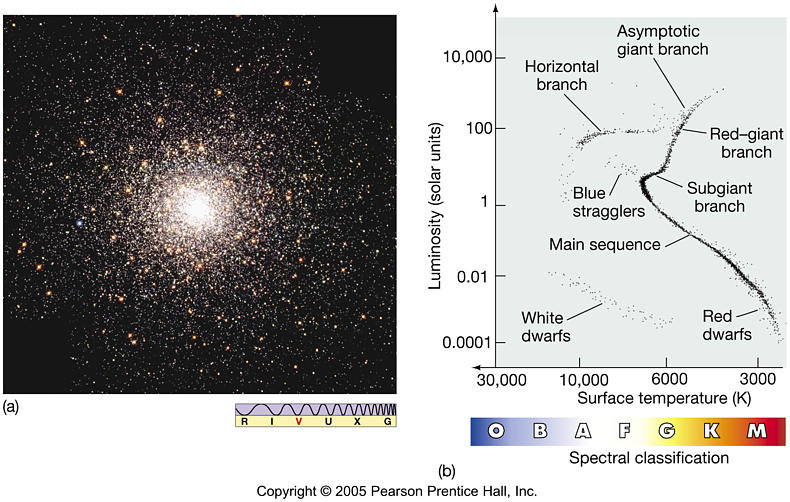 (a)
R I V U X G
Asymptotic
giant branch
10,000
Horizontal
branch
100
Red–giant
branch
Luminosity (solar units)
Blue
stragglers
Subgiant
branch
1
Main sequence
0.01
White
dwarfs
Red
dwarfs
0.0001
30,000 10,000 6000 3000
Surface temperature (K)
O B A F G K M
Spectral classification
(b)
Copyright © 2005 Pearson Prentice Hall, Inc.